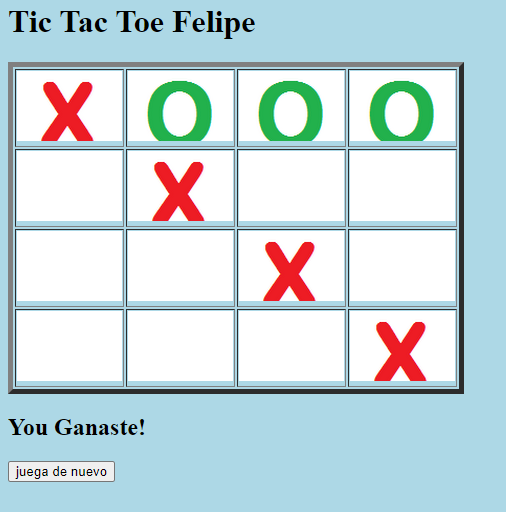 Tic Tac Toe Felipe
X O O O
X
X
X
You Ganaste!
juega de nuevo